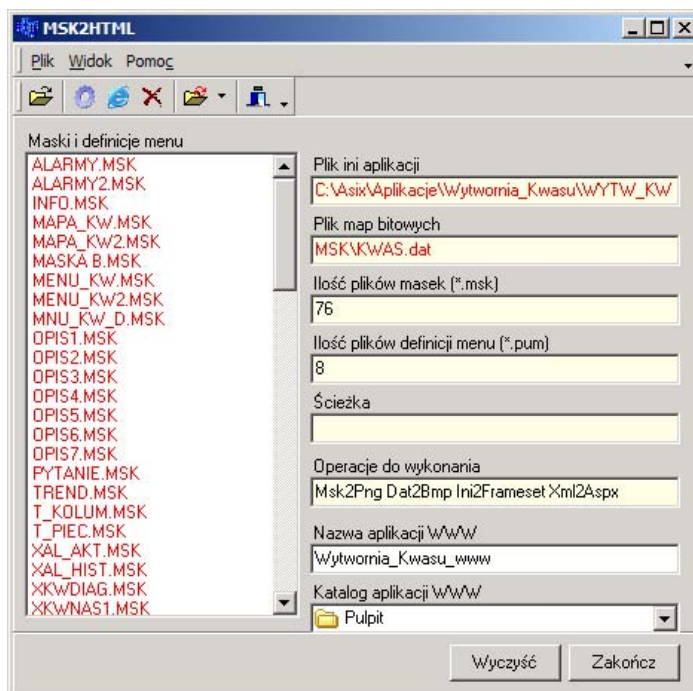 MSK2HTML
Plik Widok Pomoc
Maski i definicje menu
ALARMY.MSK
ALARMY2.MSK
INFO.MSK
MAPA_KW.MSK
MAPA_KW2.MSK
MASKA B.MSK
MENU_KW.MSK
MENU_KW2.MSK
MNU_KW_D.MSK
OPIS1.MSK
OPIS2.MSK
OPIS3.MSK
OPIS4.MSK
OPIS5.MSK
OPIS6.MSK
OPIS7.MSK
PYTANIE.MSK
TREND.MSK
T_KOLUM.MSK
T_PIEC.MSK
XAL_AKT.MSK
XAL_HIST.MSK
XKWDIAG.MSK
XKWNAS1.MSK
Plik ini aplikacji
C:\Asix\Aplikacje\Wytwornia_Kwasu\WYTW_KW
Plik map bitowych
MSK\KWAS.dat
Ilość plików masek (*.msk)
76
Ilość plików definicji menu (*.pum)
8
Ścieżka
Operacje do wykonania
Msk2Png Dat2Bmp Ini2Frameset Xml2Aspx
Nazwa aplikacji WWW
Wytwornia_Kwasu_www
Katalog aplikacji WWW
Pulpit
Wyczyść Zakończ